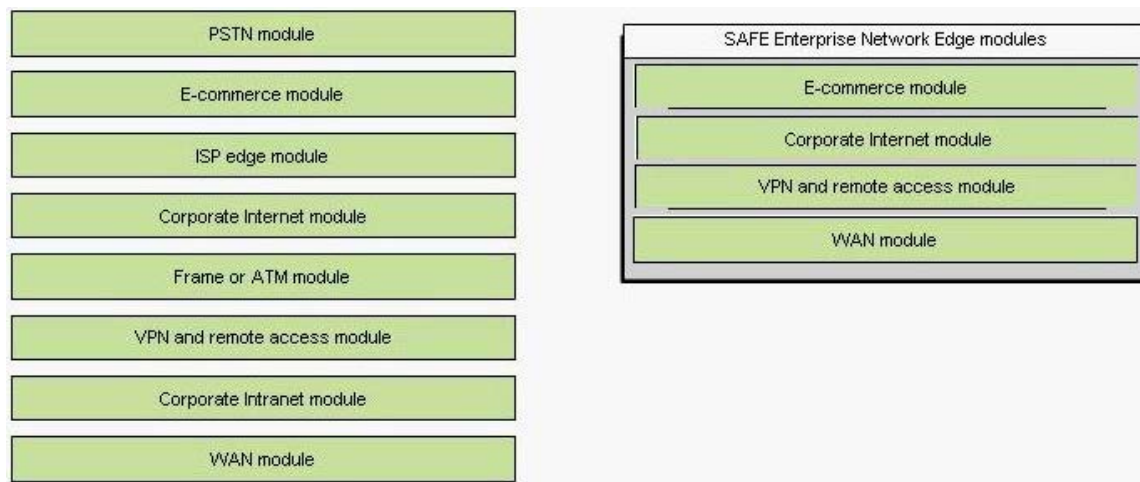 PSTN module
E-commerce module
ISP edge module
Corporate Internet module
Frame or ATM module
VPN and remote access module
Corporate Intranet module
WAN module
SAFE Enterprise Network Edge modules
E-commerce module
Corporate Internet module
VPN and remote access module
WAN module